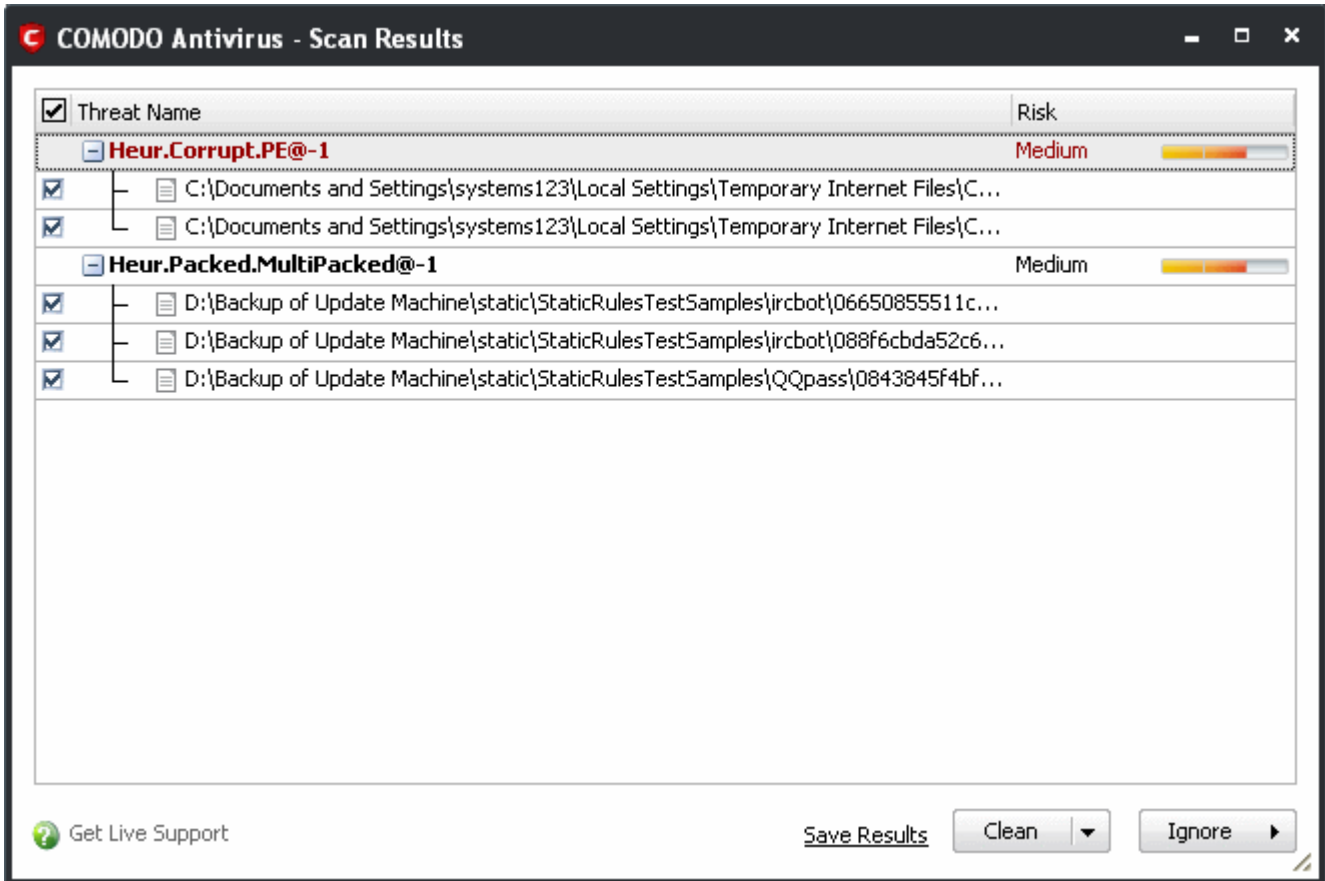 COMODO Antivirus - Scan Results
Threat Name Risk
Heur.Corrupt.PE@-1 Medium
C:\Documents and Settings\systems123\Local Settings\Temporary Internet Files\C...
C:\Documents and Settings\systems123\Local Settings\Temporary Internet Files\C...
Heur.Packed.MultiPacked@-1 Medium
D:\Backup of Update Machine\static\StaticRulesTestSamples\ircbot\06650855511c...
D:\Backup of Update Machine\static\StaticRulesTestSamples\ircbot\088f6cbda52c6...
D:\Backup of Update Machine\static\StaticRulesTestSamples\QQpass\0843845f4bf...
Get Live Support Save Results Clean Ignore